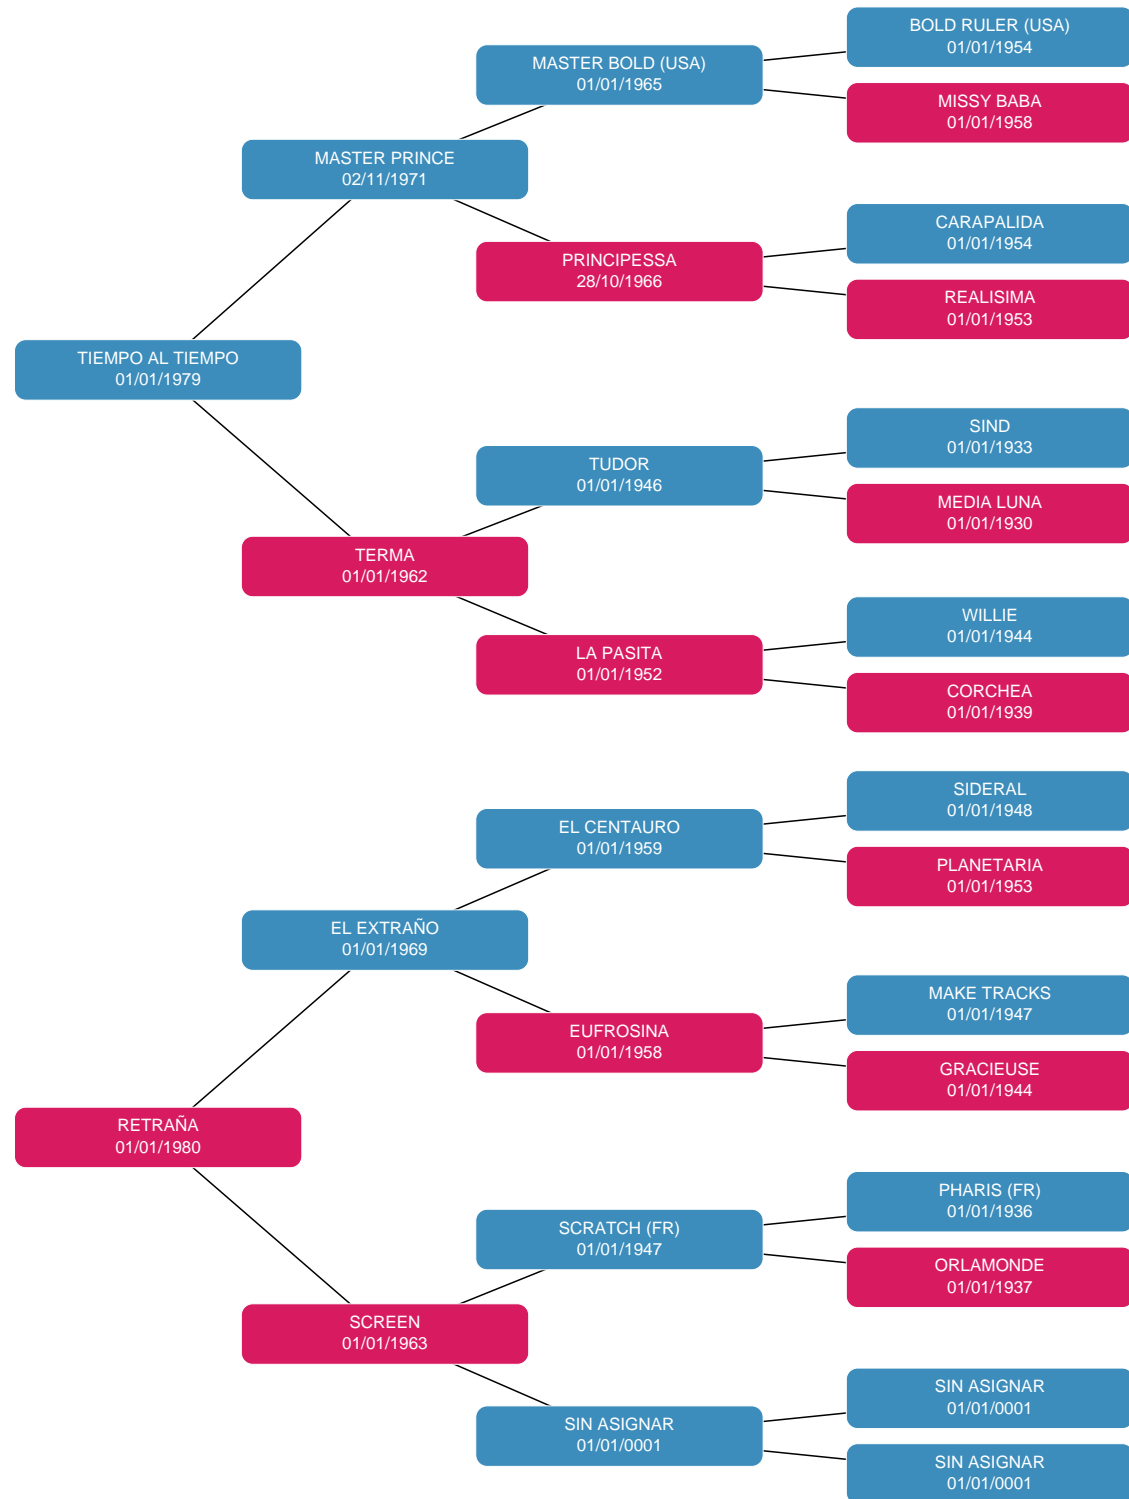 BOLD RULER (USA)
01/01/1954
MASTER BOLD (USA)
01/01/1965
MISSY BABA
01/01/1958
MASTER PRINCE
02/11/1971
CARAPALIDA
01/01/1954
PRINCIPESSA
28/10/1966
REALISIMA
01/01/1953
TIEMPO AL TIEMPO
01/01/1979
SIND
01/01/1933
TUDOR
01/01/1946
MEDIA LUNA
01/01/1930
TERMA
01/01/1962
WILLIE
01/01/1944
LA PASITA
01/01/1952
CORCHEA
01/01/1939
SIDERAL
01/01/1948
EL CENTAURO
01/01/1959
PLANETARIA
01/01/1953
EL EXTRAÑO
01/01/1969
MAKE TRACKS
01/01/1947
EUFROSINA
01/01/1958
GRACIEUSE
01/01/1944
RETRAÑA
01/01/1980
PHARIS (FR)
01/01/1936
SCRATCH (FR)
01/01/1947
ORLAMONDE
01/01/1937
SCREEN
01/01/1963
SIN ASIGNAR
01/01/0001
SIN ASIGNAR
01/01/0001
SIN ASIGNAR
01/01/0001